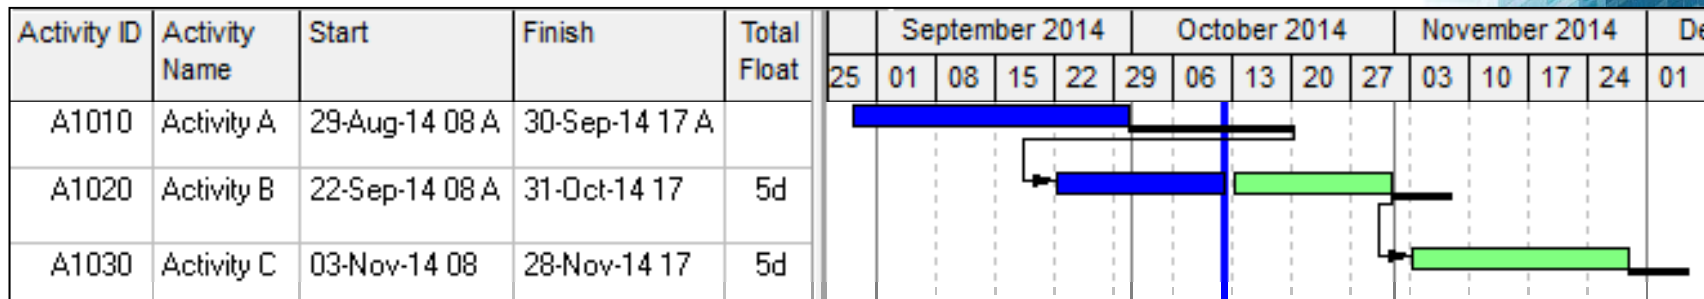 Activity ID Activity Name Start Finish Total Float
September 2014 October 2014 November 2014 De
25 01 08 15 22 29 06 13 20 27 03 10 17 24 01
A1010 Activity A 29-Aug-14 08 A 30-Sep-14 17 A
A1020 Activity B 22-Sep-14 08 A 31-Oct-14 17 5d
A1030 Activity C 03-Nov-14 08 28-Nov-14 17 5d